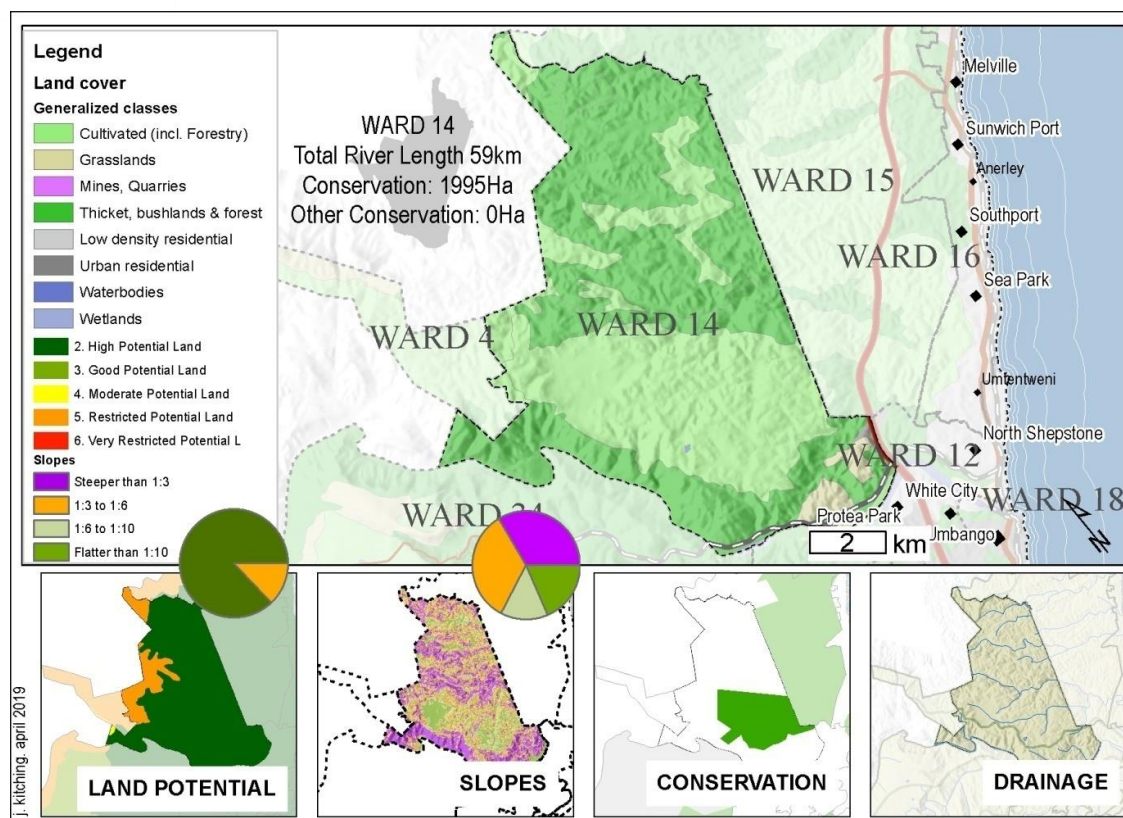 Legend
Land cover
Generalized classes
Cultivated (incl. Forestry)
Grasslands
Mines, Quarries
Thicket, bushlands & forest
Low density residential
Urban residential
Waterbodies
Wetlands
2. High Potential Land
3. Good Potential Land
4. Moderate Potential Land
5. Restricted Potential Land
6. Very Restricted Potential L
Slopes
Steeper than 1:3
1:3 to 1:6
1:6 to 1:10
Flatter than 1:10
WARD 14
Total River Length 59km
Conservation: 1995Ha
Other Conservation: 0Ha
Melville
Sunwich Port
Anerley
WARD 15
Southport
WARD 16
Sea Park
WARD 14
WARD 4
Umtentweni
North Shepstone
WARD 12
White City
WARD 18
WARD 24
Protea Park
Umbango
2 km
N
LAND POTENTIAL
SLOPES
CONSERVATION
DRAINAGE
j. kitching. april 2019